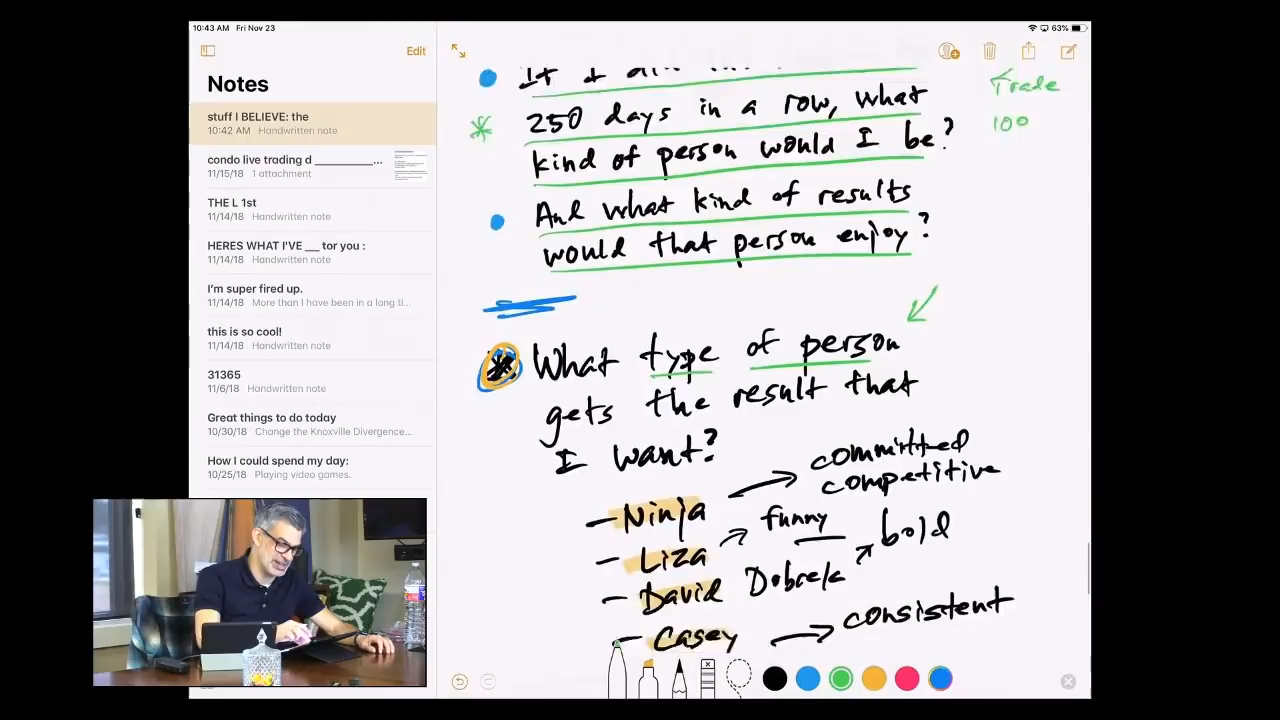 10:43 AM Fri Nov 23
63%
Edit
Notes
stuff I BELIEVE: the
10:42 AM Handwritten note
condo live trading d __________...
11/15/18 1 attachment
THE L 1st
11/14/18 Handwritten note
HERES WHAT I'VE ___ tor you :
11/14/18 Handwritten note
I'm super fired up.
11/14/18 More than I have been in a long ti...
this is so cool!
11/14/18 Handwritten note
31365
11/6/18 Handwritten note
Great things to do today
10/30/18 Change the Knoxville Divergence...
How I could spend my day:
10/25/18 Playing video games.
If I did
250 days in a row, what
kind of person would I be?
And what kind of results
would that person enjoy?
Trade
100
What type of person
gets the result that
I want?
- Ninja → committed
competitive
- Liza → funny
- David Dobrek → bold
- Casey → consistent